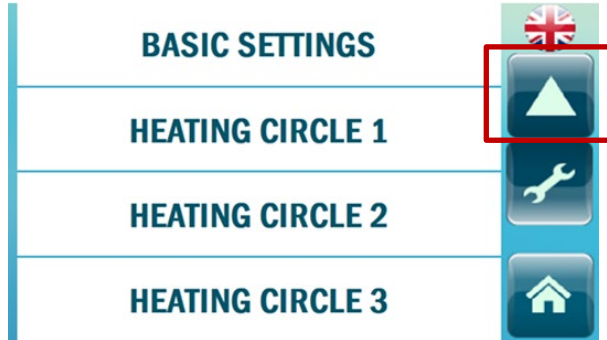 BASIC SETTINGS
HEATING CIRCLE 1
HEATING CIRCLE 2
HEATING CIRCLE 3